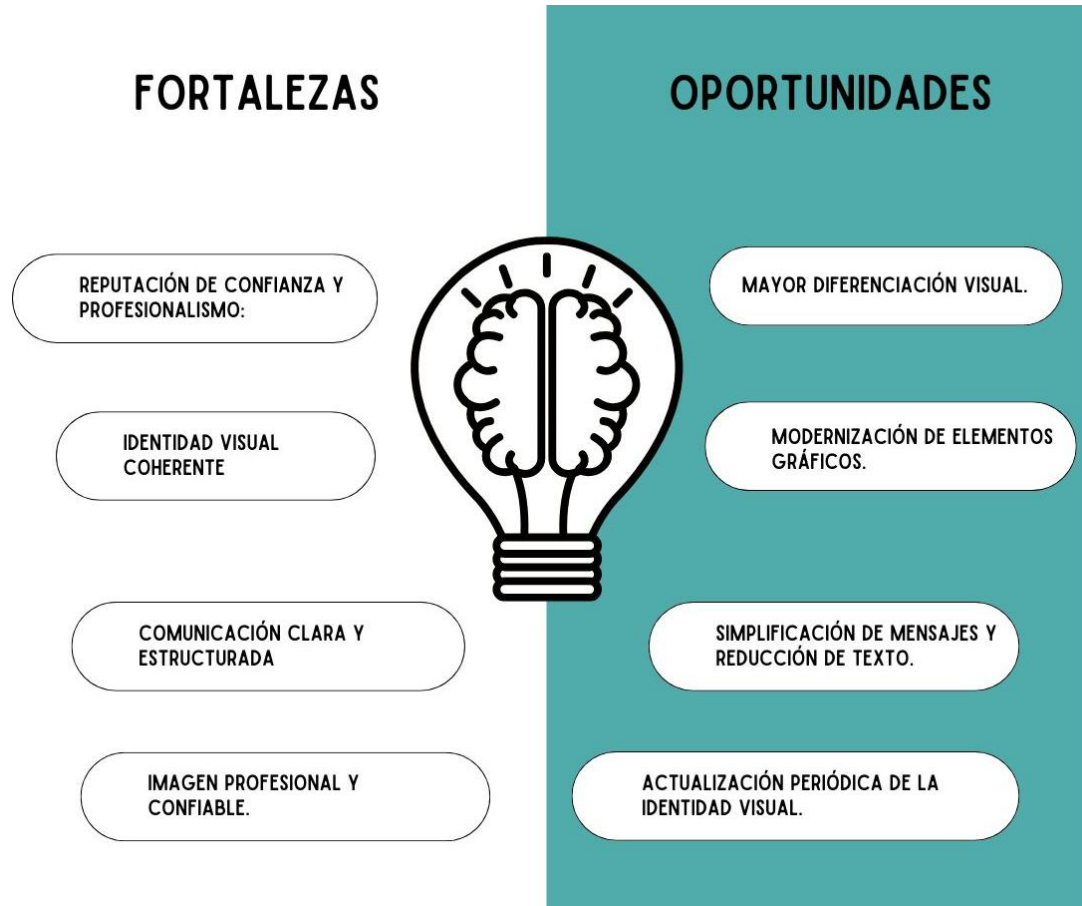 FORTALEZAS
REPUTACIÓN DE CONFIANZA Y
PROFESIONALISMO:
IDENTIDAD VISUAL
COHERENTE
COMUNICACIÓN CLARA Y
ESTRUCTURADA
IMAGEN PROFESIONAL Y
CONFIABLE.
OPORTUNIDADES
MAYOR DIFERENCIACIÓN VISUAL.
MODERNIZACIÓN DE ELEMENTOS
GRÁFICOS.
SIMPLIFICACIÓN DE MENSAJES Y
REDUCCIÓN DE TEXTO.
ACTUALIZACIÓN PERIÓDICA DE LA
IDENTIDAD VISUAL.